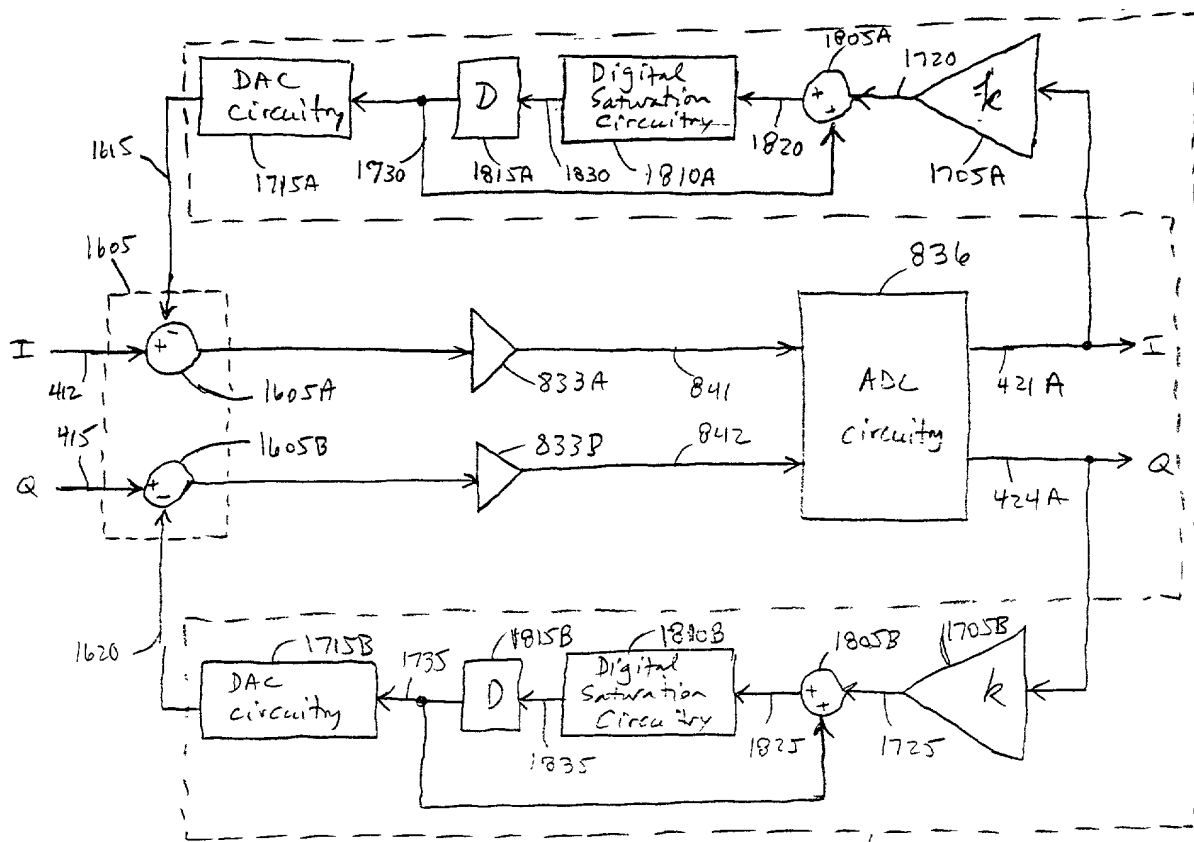 1805A
1720
DAC
circuitry
D
Digital
Saturation
Circuitry
k
1615
1715A
1730
1815A
1830
1810A
1820
1705A
1605
836
I
+ -
412
1605A
833A
841
ADC
circuitry
421A
I
415
1605B
833B
842
Q
+ -
424A
Q
1620
1715B
1735
1815B
1810B
1805B
1705B
DAC
circuitry
D
Digital
Saturation
Circuitry
+ +
k
1835
1825
1725